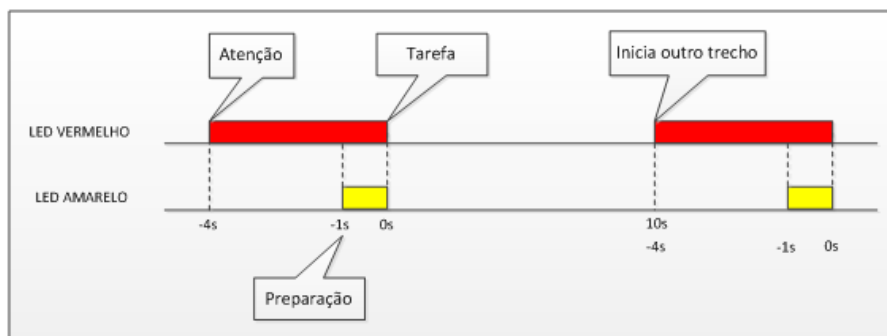 Atenção
Tarefa
Inicia outro trecho
LED VERMELHO
LED AMARELO
-4s
-1s
0s
10s
-4s
-1s
0s
Preparação